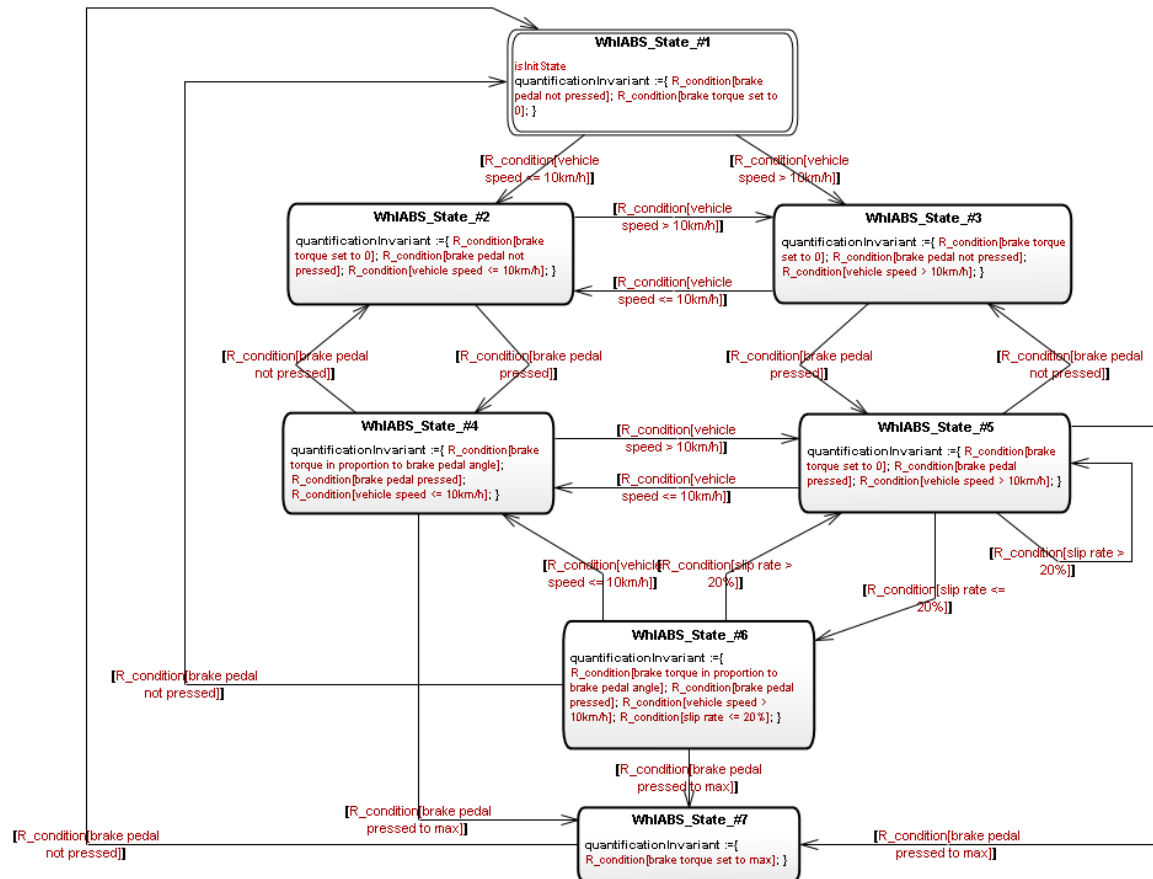 WhlABS_State_#1
isInitState
quantificationInvariant :={ R_condition[brake
pedal not pressed]; R_condition[brake torque set to
0]; }
[R_condition[vehicle
speed <= 10km/h]]
[R_condition[vehicle
speed > 10km/h]]
WhlABS_State_#2
quantificationInvariant :={ R_condition[brake
torque set to 0]; R_condition[brake pedal not
pressed]; R_condition[vehicle speed <= 10km/h]; }
[R_condition[vehicle
speed > 10km/h]]
[R_condition[vehicle
speed <= 10km/h]]
WhlABS_State_#3
quantificationInvariant :={ R_condition[brake torque
set to 0]; R_condition[brake pedal not pressed];
R_condition[vehicle speed > 10km/h]; }
[R_condition[brake pedal
not pressed]]
[R_condition[brake pedal
pressed]]
[R_condition[brake pedal
pressed]]
[R_condition[brake pedal
not pressed]]
WhlABS_State_#4
quantificationInvariant :={ R_condition[brake
torque in proportion to brake pedal angle];
R_condition[brake pedal pressed];
R_condition[vehicle speed <= 10km/h]; }
[R_condition[vehicle
speed > 10km/h]]
[R_condition[vehicle
speed <= 10km/h]]
WhlABS_State_#5
quantificationInvariant :={ R_condition[brake
torque set to 0]; R_condition[brake pedal
pressed]; R_condition[vehicle speed > 10km/h]; }
[R_condition[slip rate >
20%]]
[R_condition[vehicle
speed <= 10km/h]]
[R_condition[slip rate >
20%]]
[R_condition[slip rate <=
20%]]
WhlABS_State_#6
quantificationInvariant :={
R_condition[brake torque in proportion to
brake pedal angle]; R_condition[brake pedal
pressed]; R_condition[vehicle speed >
10km/h]; R_condition[slip rate <= 20%]; }
[R_condition[brake pedal
not pressed]]
[R_condition[brake pedal
pressed to max]]
[R_condition[brake pedal
pressed to max]]
WhlABS_State_#7
quantificationInvariant :={
R_condition[brake torque set to max]; }
[R_condition[brake pedal
not pressed]]
[R_condition[brake pedal
pressed to max]]